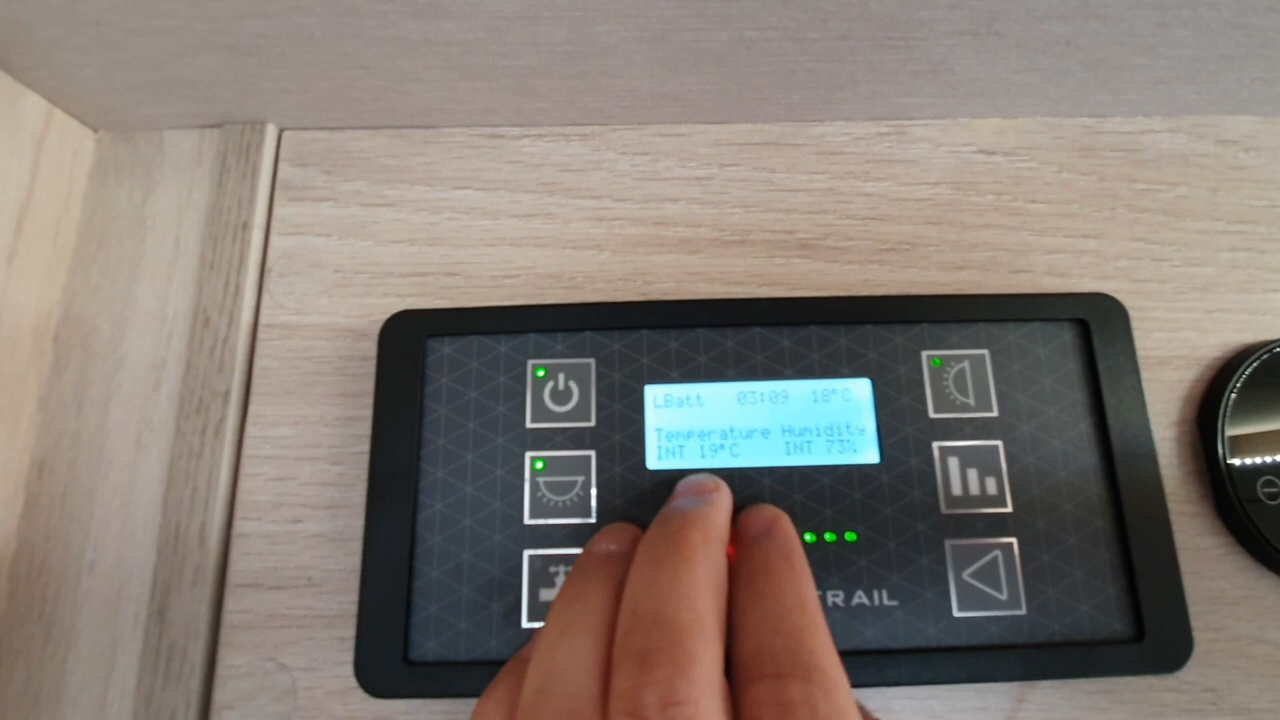 LBatt 03:09 18°C
Temperature Humidity
INT 19°C INT 73%
TRAIL